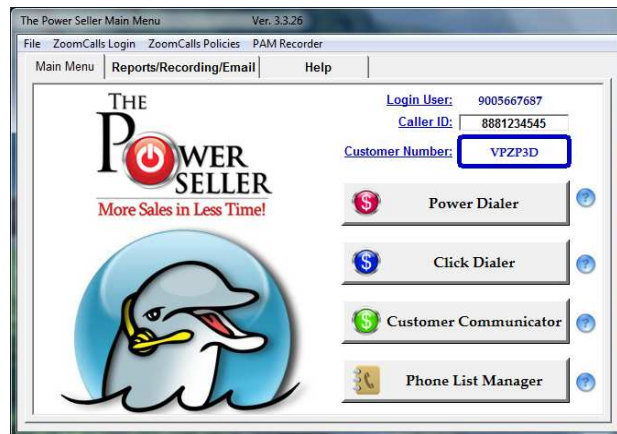 The Power Seller Main Menu Ver. 3.3.26
File ZoomCalls Login ZoomCalls Policies PAM Recorder
Main Menu Reports/Recording/Email Help
THE
POWER
SELLER
More Sales in Less Time!
Login User: 9005667687
Caller ID: 8881234545
Customer Number: VPZP3D
$ Power Dialer ?
$ Click Dialer ?
$ Customer Communicator ?
Phone List Manager ?